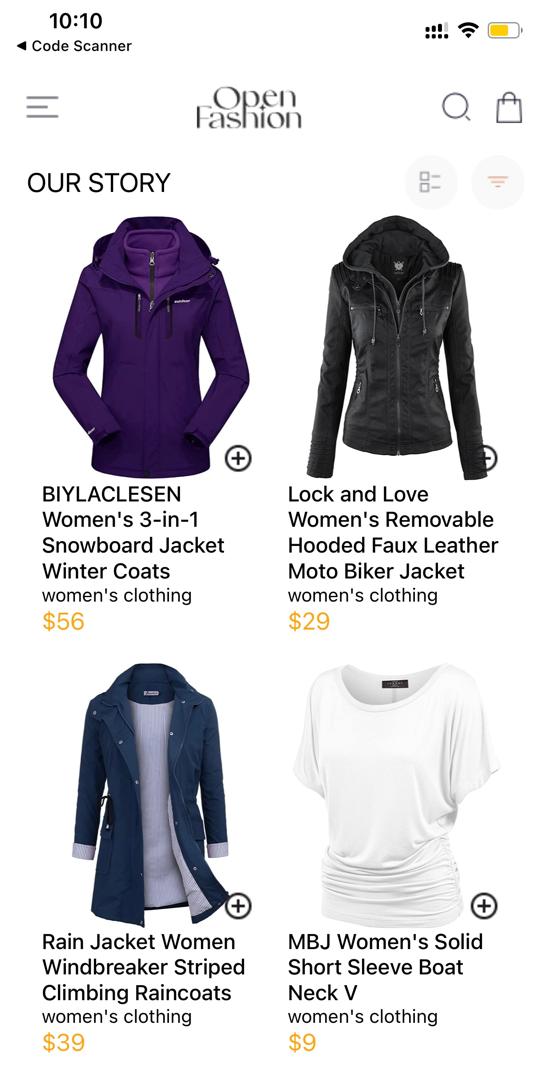 10:10
◀ Code Scanner
Open
Fashion
OUR STORY
BIYLACLESEN
Women's 3-in-1
Snowboard Jacket
Winter Coats
women's clothing
$56
Lock and Love
Women's Removable
Hooded Faux Leather
Moto Biker Jacket
women's clothing
$29
Rain Jacket Women
Windbreaker Striped
Climbing Raincoats
women's clothing
$39
MBJ Women's Solid
Short Sleeve Boat
Neck V
women's clothing
$9